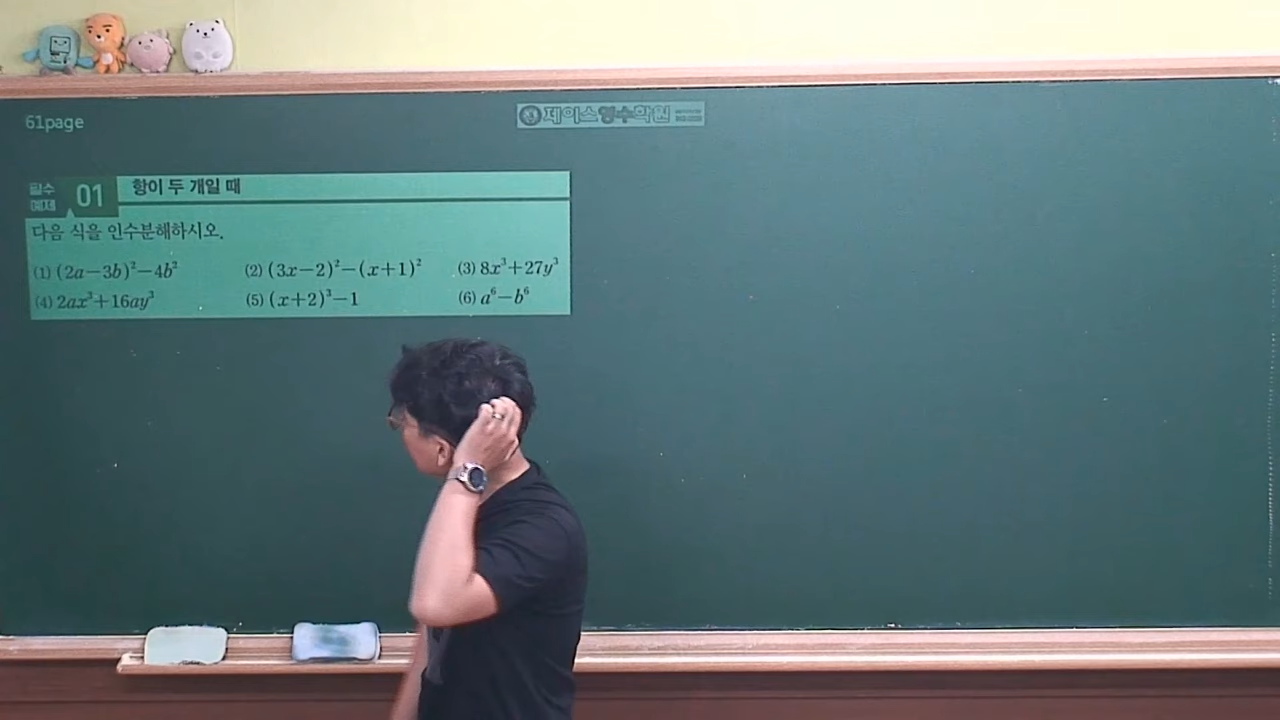 61page
제이스영수학원
필수 예제 01 항이 두 개일 때
다음 식을 인수분해하시오.
(1) (2a−3b)²−4b² (2) (3x−2)²−(x+1)² (3) 8x³+27y³
(4) 2ax³+16ay³ (5) (x+2)³−1 (6) a⁶−b⁶